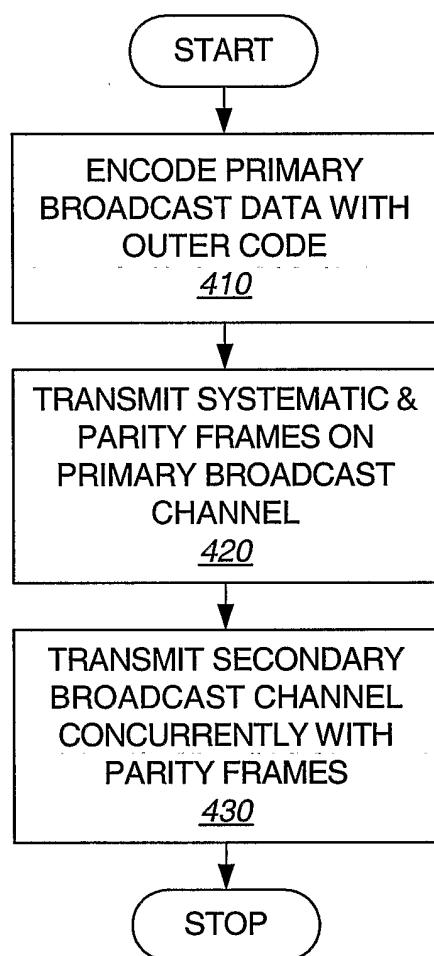 START
ENCODE PRIMARY
BROADCAST DATA WITH
OUTER CODE
410
TRANSMIT SYSTEMATIC &
PARITY FRAMES ON
PRIMARY BROADCAST
CHANNEL
420
TRANSMIT SECONDARY
BROADCAST CHANNEL
CONCURRENTLY WITH
PARITY FRAMES
430
STOP